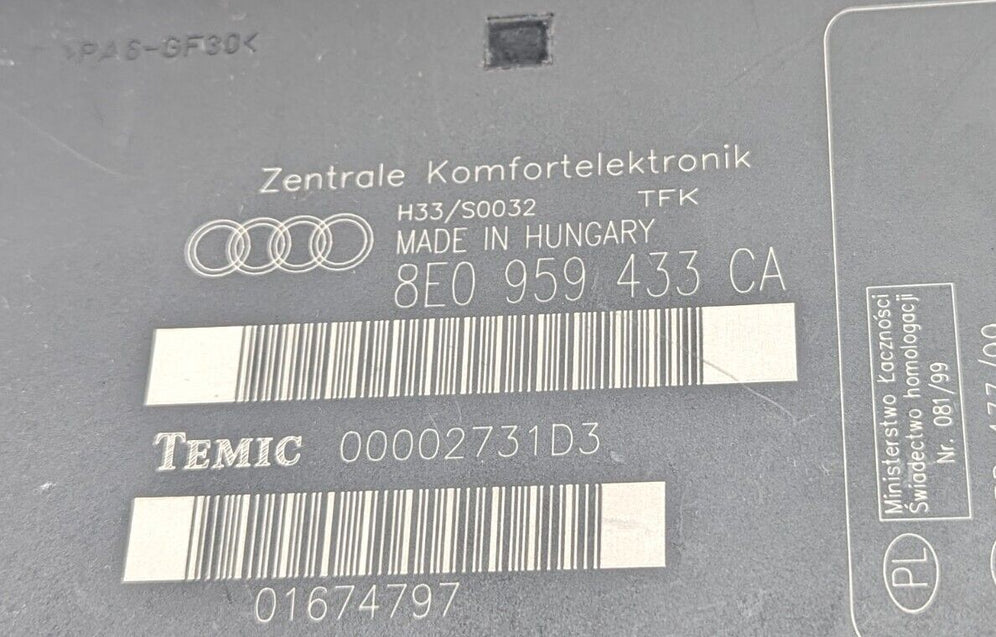 >PA6-GF30<
Zentrale Komfortelektronik
H33/S0032 TFK
MADE IN HUNGARY
8E0 959 433 CA
TEMIC 00002731D3
01674797
Ministerstwo Łaczności
Świadectwo homologacji
Nr. 081/99
PL